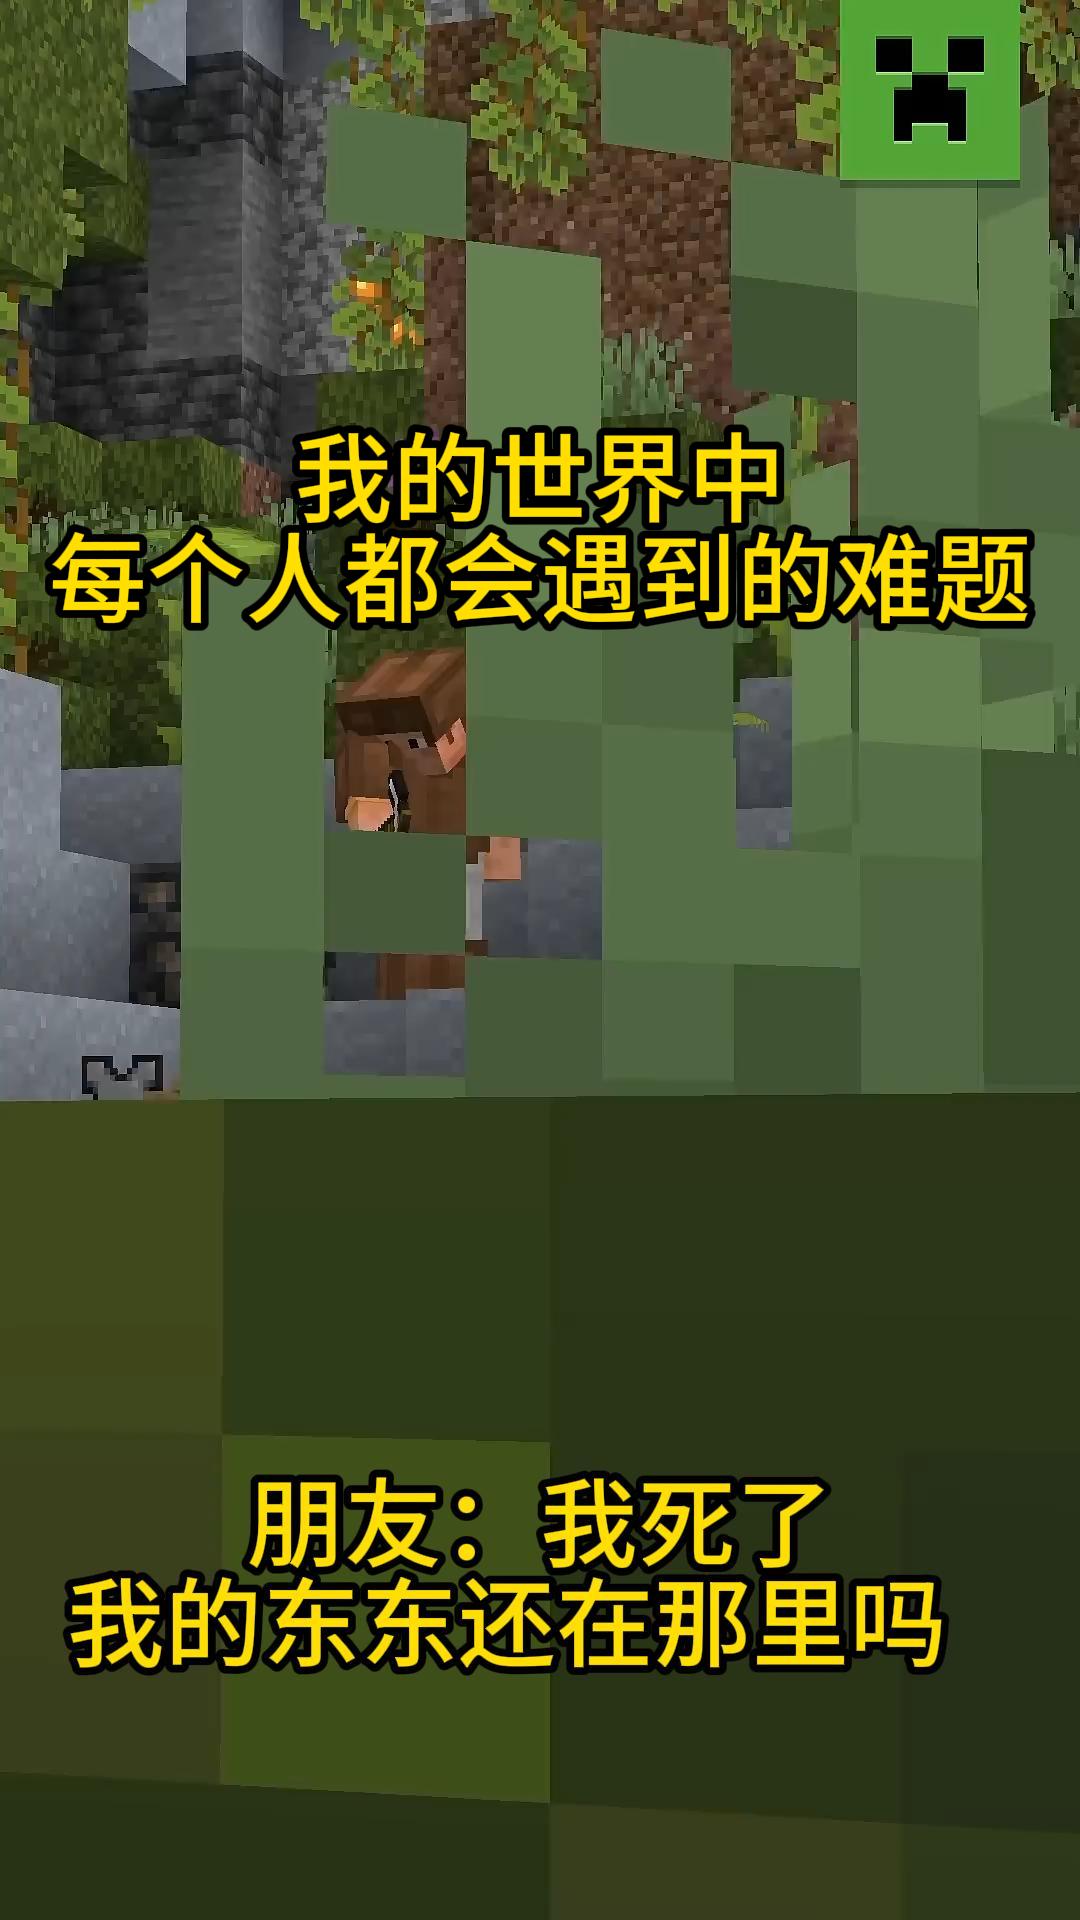 我的世界中
每个人都会遇到的难题
朋友：我死了
我的东东还在那里吗